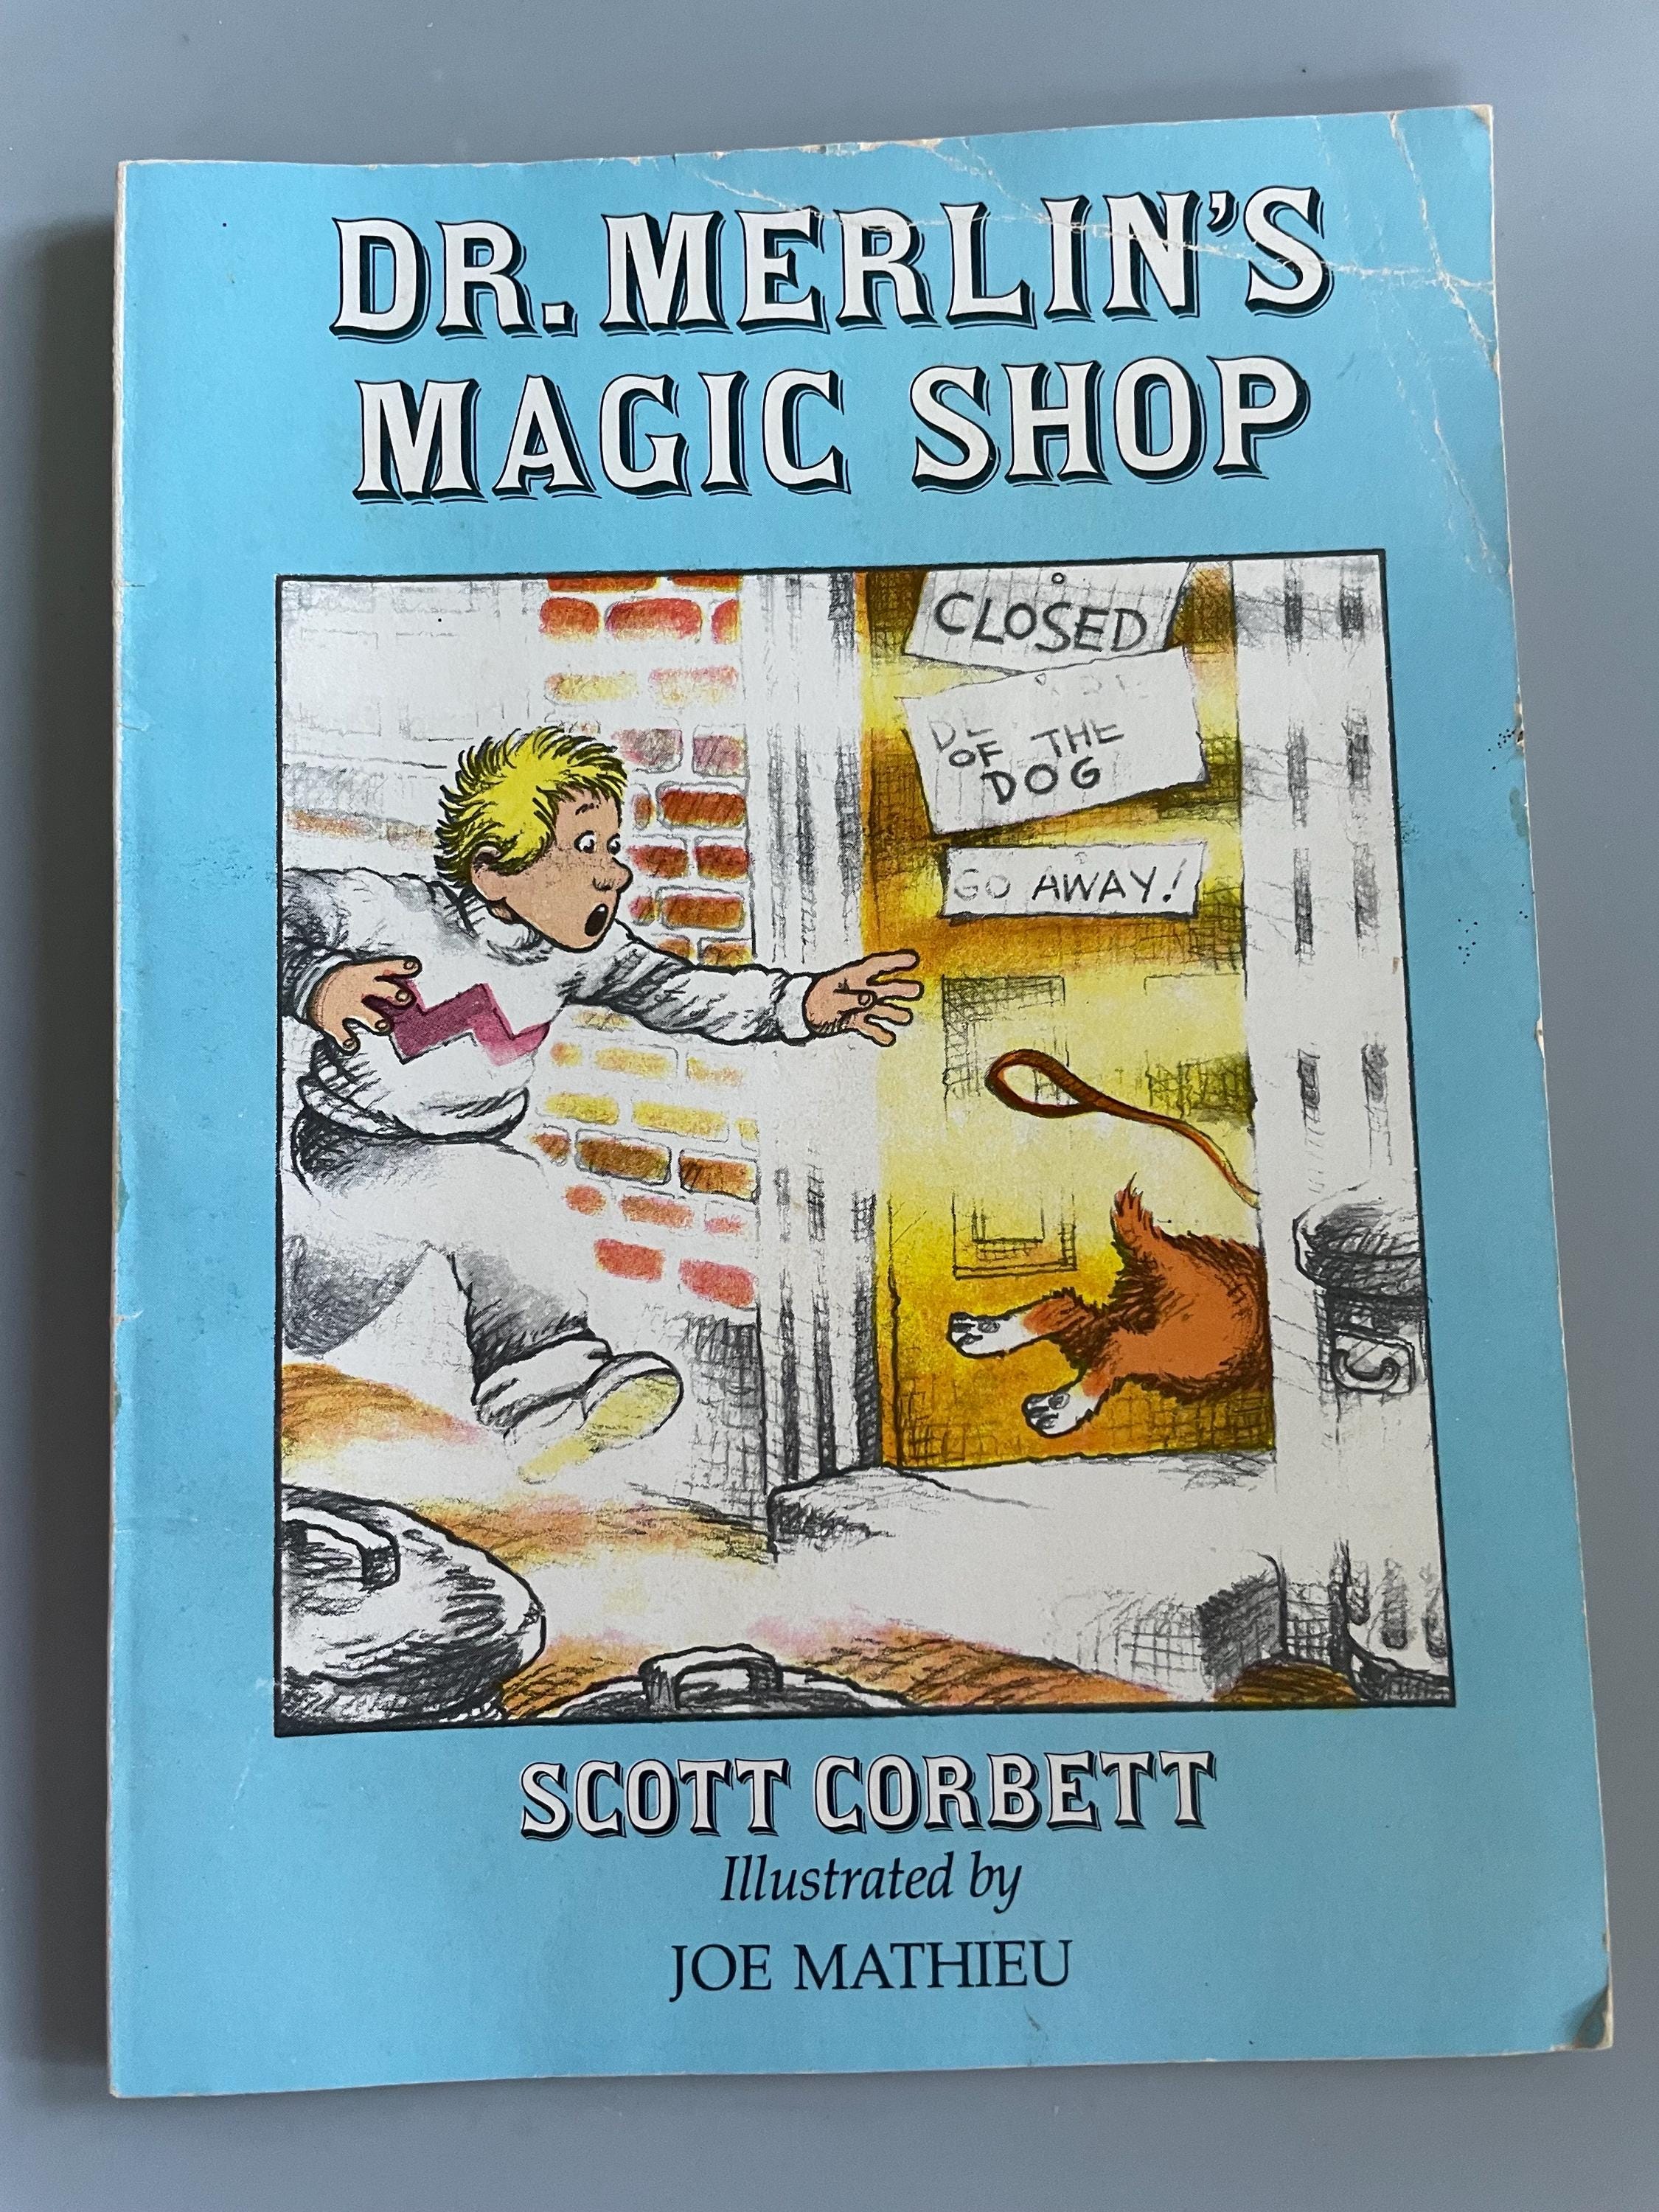 DR. MERLIN'S
MAGIC SHOP
CLOSED
OF THE
DOG
GO AWAY!
SCOTT CORBETT
Illustrated by
JOE MATHIEU